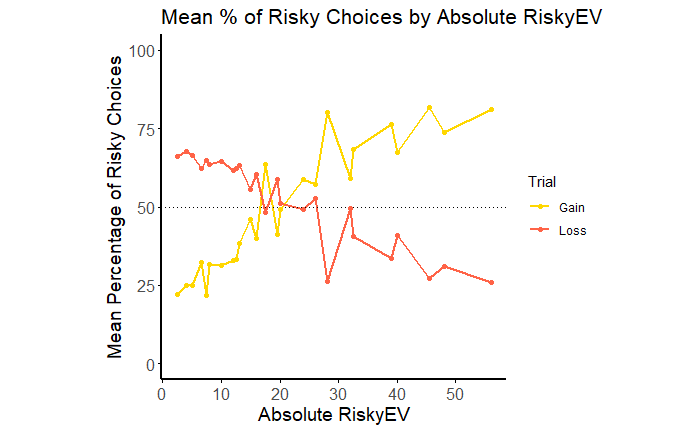 Mean % of Risky Choices by Absolute RiskyEV
Mean Percentage of Risky Choices
100
75
50
25
0
0 10 20 30 40 50
Absolute RiskyEV
Trial
Gain
Loss